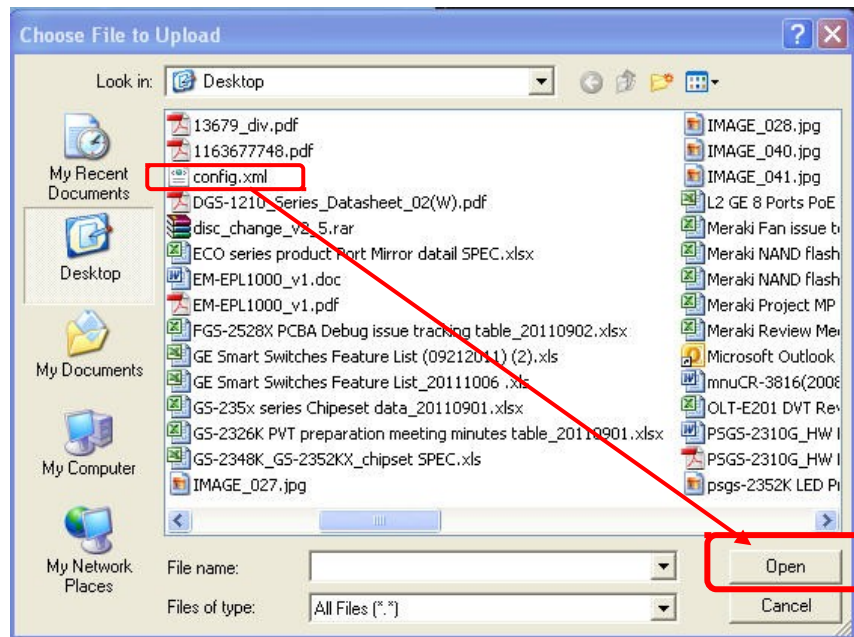 Choose File to Upload
Look in: Desktop
My Recent Documents
Desktop
My Documents
My Computer
My Network Places
13679_div.pdf
1163677748.pdf
config.xml
DGS-1210_Series_Datasheet_02(W).pdf
disc_change_v2_5.rar
ECO series product Port Mirror datail SPEC.xlsx
EM-EPL1000_v1.doc
EM-EPL1000_v1.pdf
FGS-2528X PCBA Debug issue tracking table_20110902.xlsx
GE Smart Switches Feature List (09212011) (2).xls
GE Smart Switches Feature List_20111006 .xls
GS-235x series Chipeset data_20110901.xlsx
GS-2326K PVT preparation meeting minutes table_20110901.xlsx
GS-2348K_GS-2352KX_chipset SPEC.xls
IMAGE_027.jpg
IMAGE_028.jpg
IMAGE_040.jpg
IMAGE_041.jpg
L2 GE 8 Ports PoE
Meraki Fan issue t
Meraki NAND flash
Meraki NAND flash
Meraki Project MP
Meraki Review Me
Microsoft Outlook
mnuCR-3816(2008
OLT-E201 DVT Rev
PSGS-2310G_HW I
PSGS-2310G_HW I
psgs-2352K LED P
File name:
Open
Files of type: All Files (*.*)
Cancel